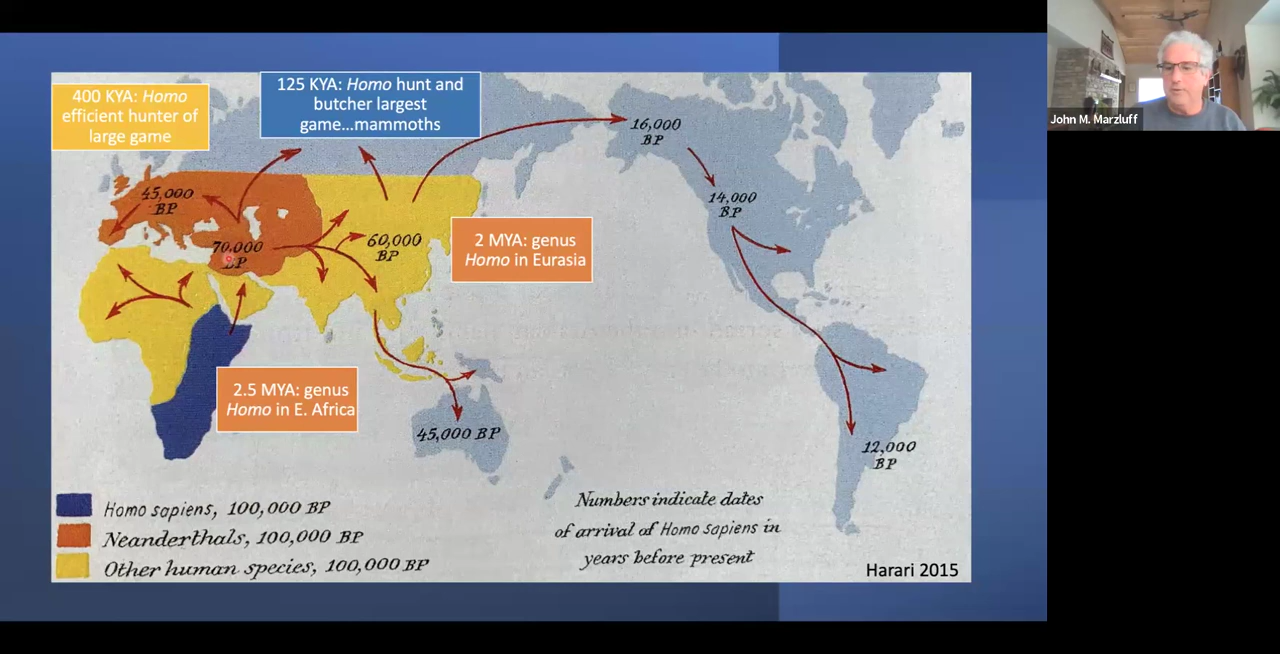 400 KYA: Homo
efficient hunter of
large game
125 KYA: Homo hunt and
butcher largest
game...mammoths
John M. Marzluff
16,000
BP
45,000
BP
14,000
BP
70,000
BP
60,000
BP
2 MYA: genus
Homo in Eurasia
2.5 MYA: genus
Homo in E. Africa
45,000 BP
12,000
BP
Homo sapiens, 100,000 BP
Neanderthals, 100,000 BP
Other human species, 100,000 BP
Numbers indicate dates
of arrival of Homo sapiens in
years before present
Harari 2015